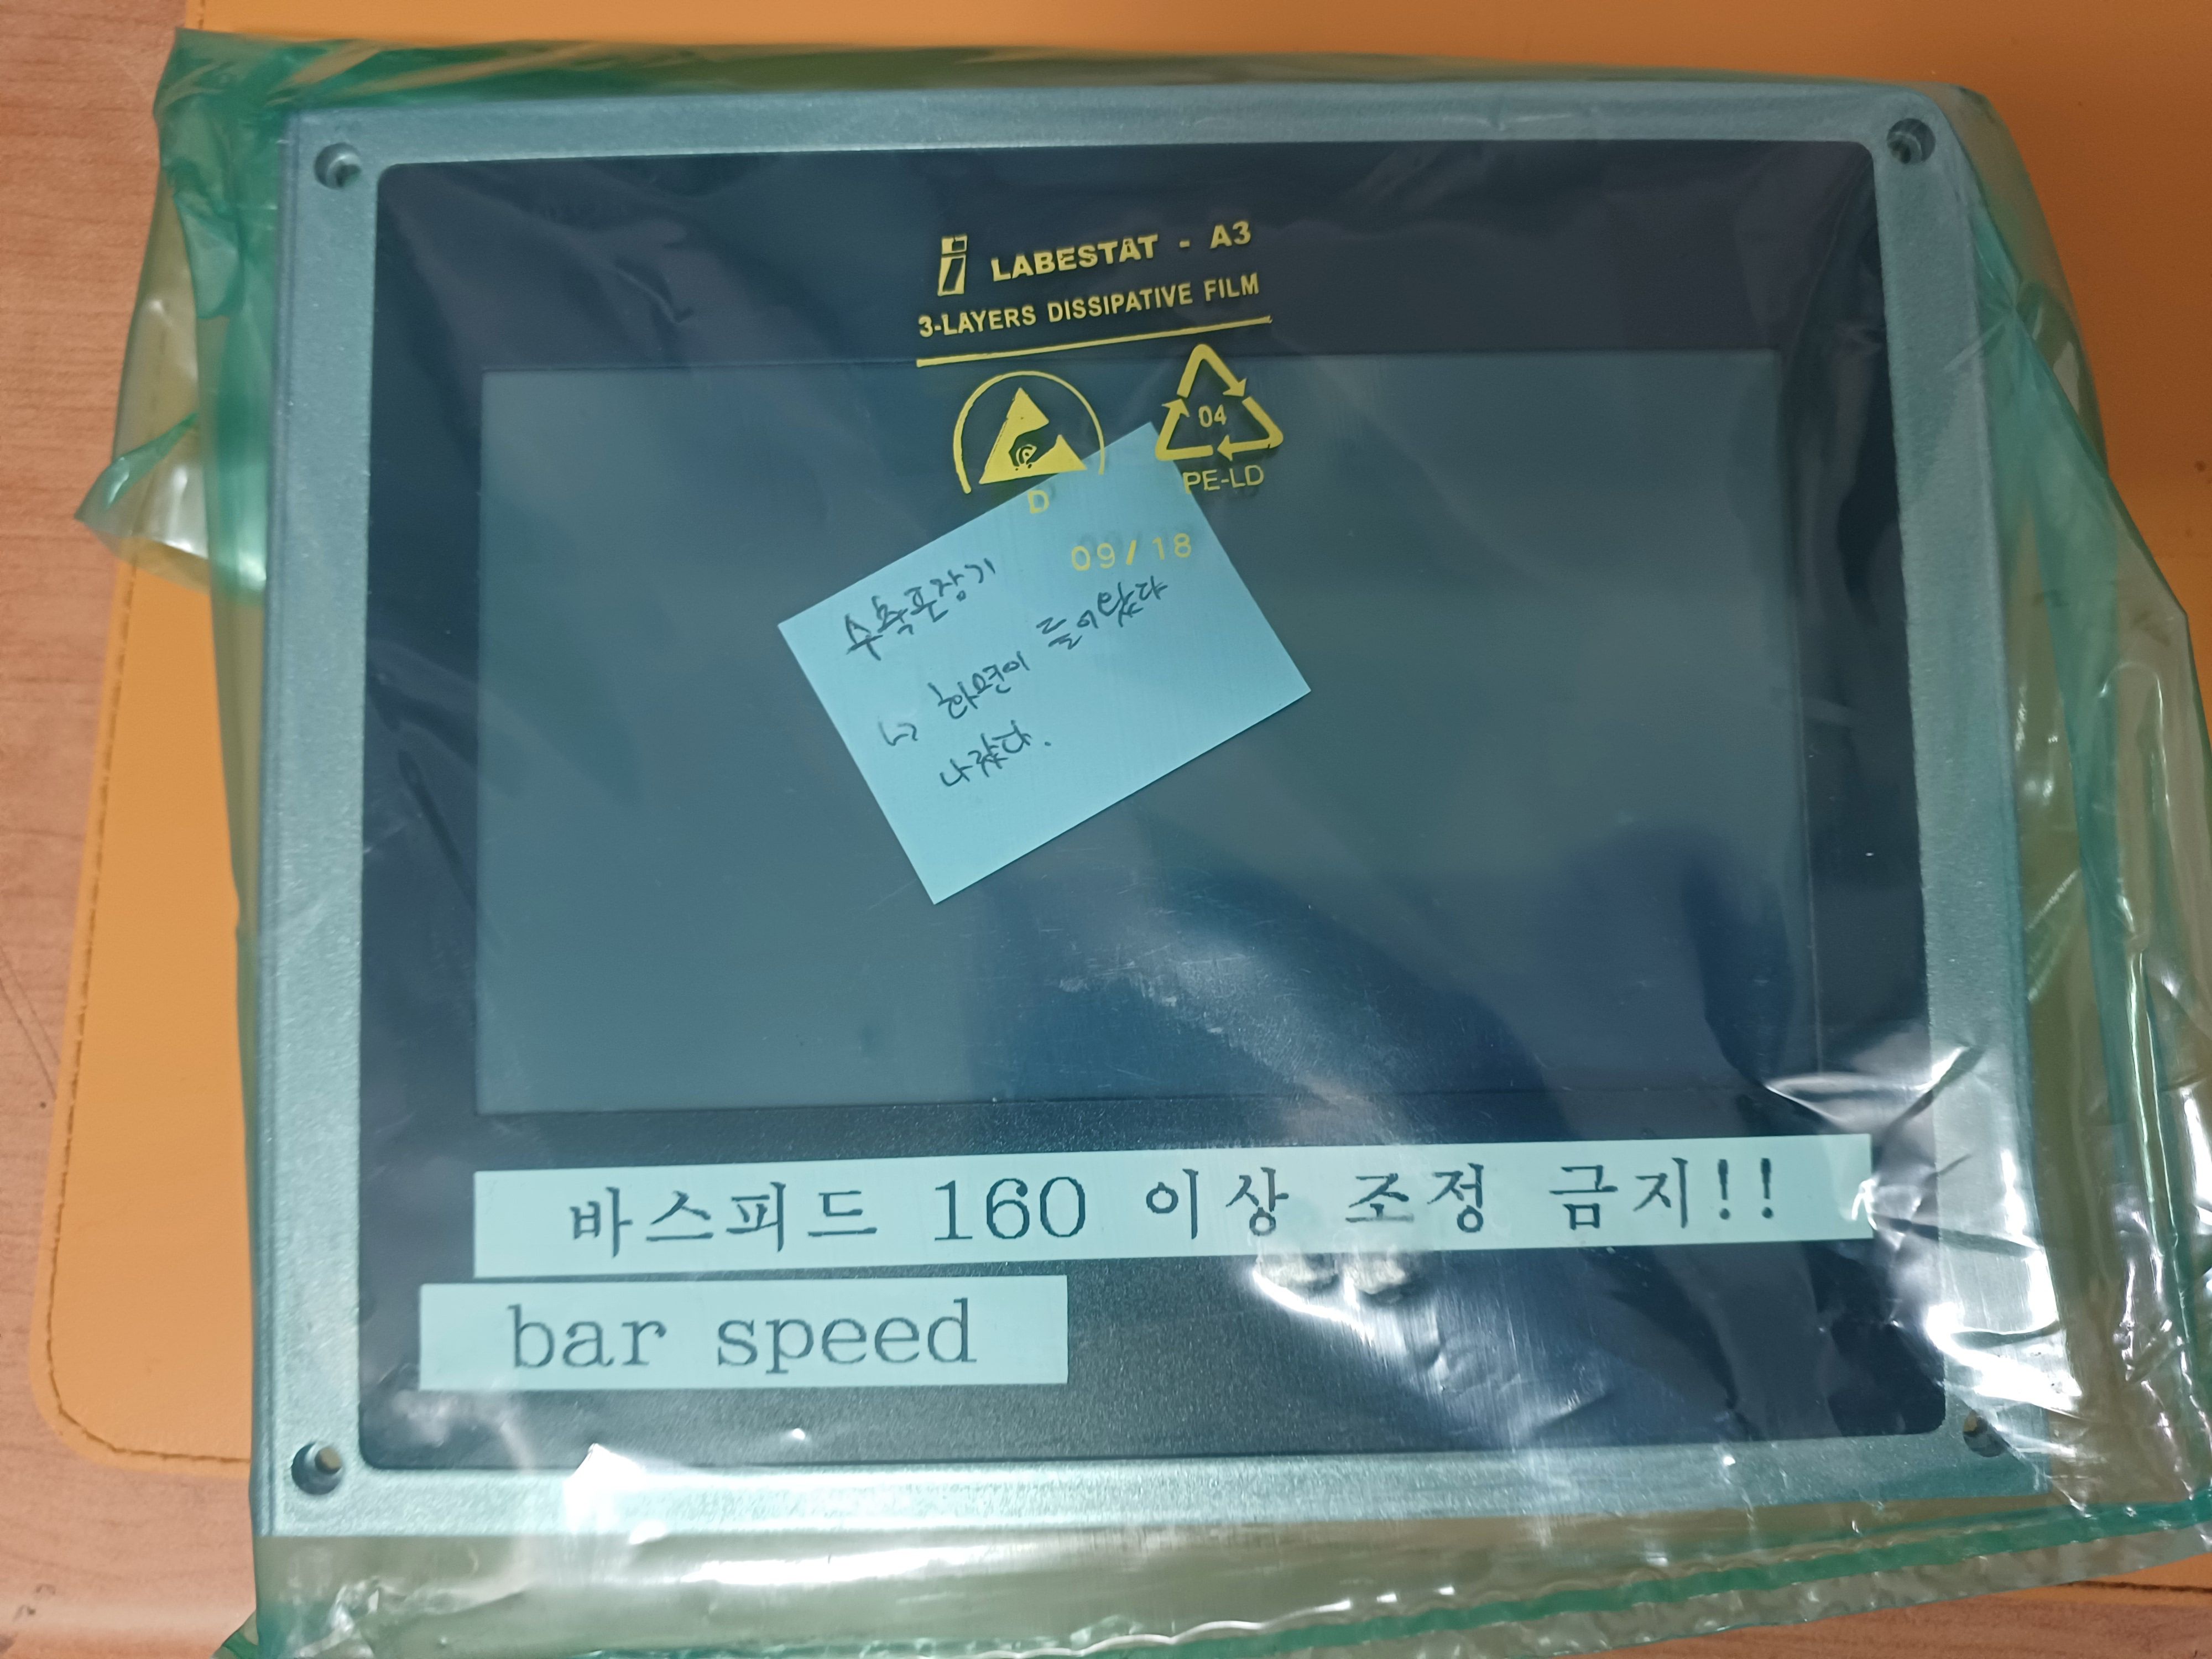 LABESTAT - A3
3-LAYERS DISSIPATIVE FILM
04
D
PE-LD
09/18
수축포장기
↳ 화면이 들어왔다
나갔다.
바스피드 160 이상 조정 금지!!
bar speed